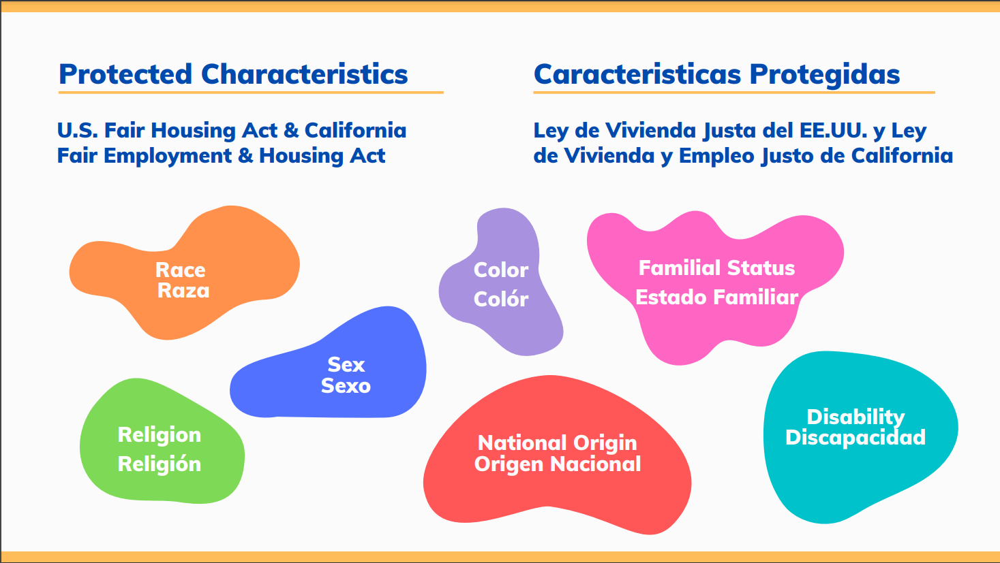 Protected Characteristics
U.S. Fair Housing Act & California
Fair Employment & Housing Act
Caracteristicas Protegidas
Ley de Vivienda Justa del EE.UU. y Ley
de Vivienda y Empleo Justo de California
Race
Raza
Color
Colór
Familial Status
Estado Familiar
Sex
Sexo
Religion
Religión
National Origin
Origen Nacional
Disability
Discapacidad